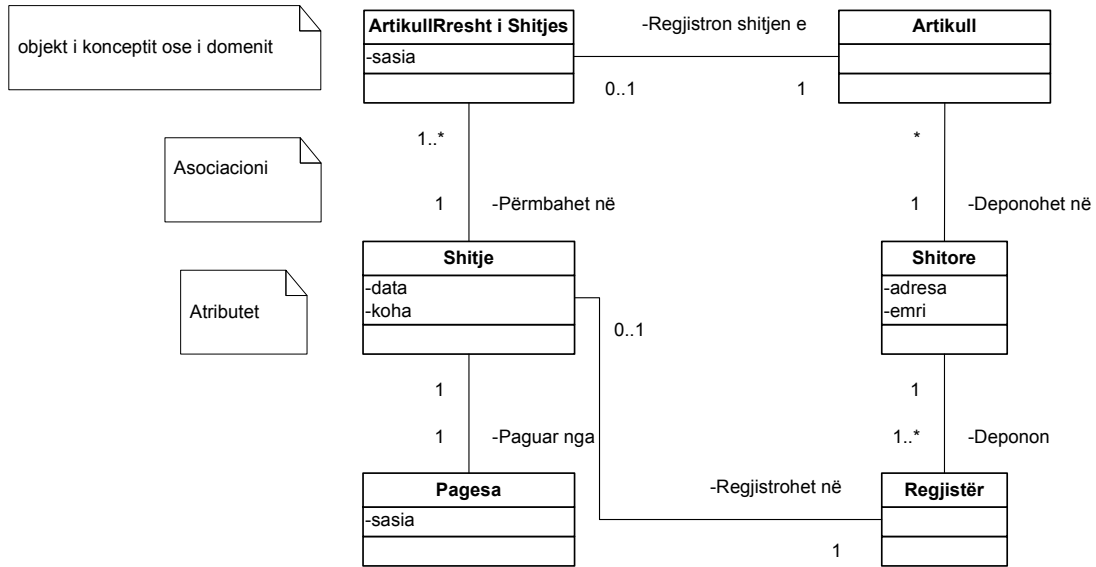 objekt i konceptit ose i domenit
ArtikullRresht i Shitjes
-sasia
-Regjistron shitjen e
0..1
1
Artikull
Asociacioni
1..*
1
-Përmbahet në
*
1
-Deponohet në
Atributet
Shitje
-data
-koha
0..1
Shitore
-adresa
-emri
1
1
-Paguar nga
1
1..*
-Deponon
Pagesa
-sasia
-Regjistrohet në
1
Regjistër